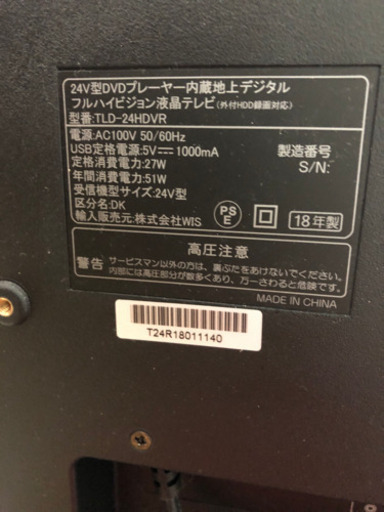 24V型DVDプレーヤー内蔵地上デジタル
フルハイビジョン液晶テレビ(外付HDD録画対応)
型番:TLD-24HDVR
電源:AC100V 50/60Hz
USB定格電源:5V⎓1000mA
定格消費電力:27W
年間消費電力:51W
受信機型サイズ:24V型
区分名:DK
輸入販売元:株式会社WIS
製造番号
S/N:
PS
E
18年製
高圧注意
警告
サービスマン以外の方は、裏ぶたをあけないでください。
内部には高圧部分が数多くあり、万一さわると危険です。
MADE IN CHINA
T24R18011140